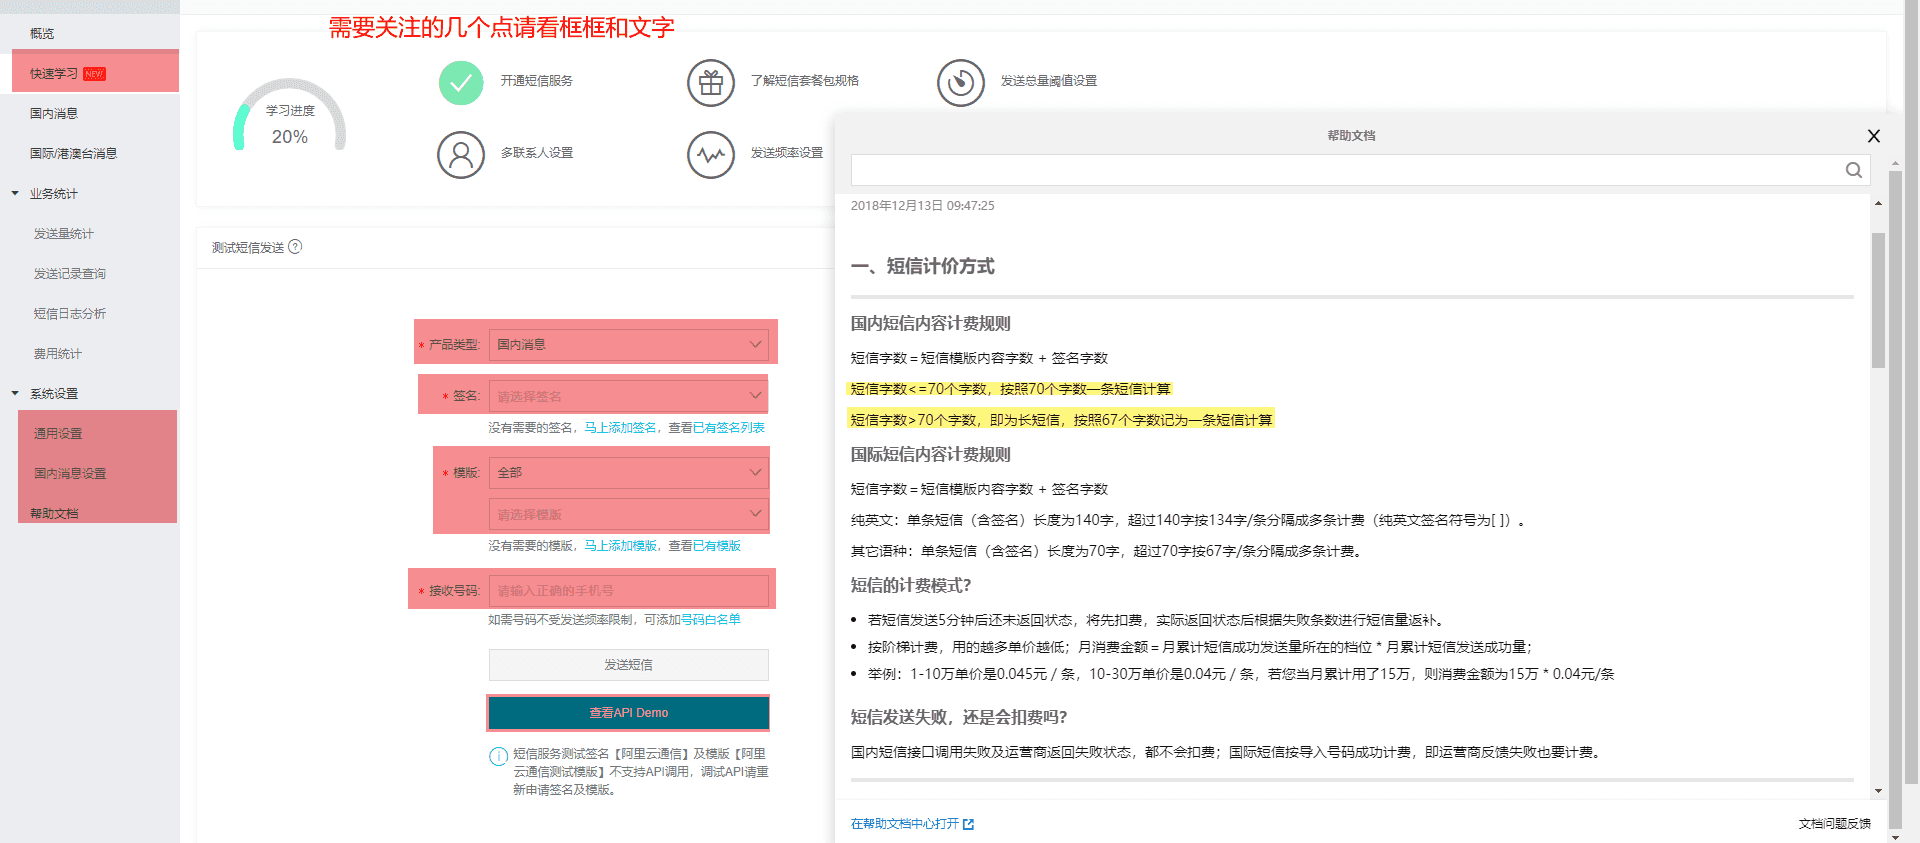 需要关注的几个点请看框框和文字
概览
快速学习 NEW
国内消息
国际/港澳台消息
业务统计
发送量统计
发送记录查询
短信日志分析
费用统计
系统设置
通用设置
国内消息设置
帮助文档
学习进度
20%
开通短信服务
了解短信套餐包规格
发送总量阈值设置
多联系人设置
发送频率设置
测试短信发送
* 产品类型: 国内消息
* 签名: 请选择签名
没有需要的签名，马上添加签名，查看已有签名列表
* 模版: 全部
请选择模版
没有需要的模版，马上添加模版，查看已有模版
* 接收号码: 请输入正确的手机号
如需号码不受发送频率限制，可添加号码白名单
发送短信
查看API Demo
短信服务测试签名【阿里云通信】及模版【阿里
云通信测试模版】不支持API调用，调试API请重
新申请签名及模版。
帮助文档
2018年12月13日 09:47:25
一、短信计价方式
国内短信内容计费规则
短信字数＝短信模版内容字数 + 签名字数
短信字数<=70个字数，按照70个字数一条短信计算
短信字数>70个字数，即为长短信，按照67个字数记为一条短信计算
国际短信内容计费规则
短信字数＝短信模版内容字数 + 签名字数
纯英文：单条短信（含签名）长度为140字，超过140字按134字/条分隔成多条计费（纯英文签名符号为[ ]）。
其它语种：单条短信（含签名）长度为70字，超过70字按67字/条分隔成多条计费。
短信的计费模式？
• 若短信发送5分钟后还未返回状态，将先扣费，实际返回状态后根据失败条数进行短信量返补。
• 按阶梯计费，用的越多单价越低；月消费金额＝月累计短信成功发送量所在的档位 * 月累计短信发送成功量；
• 举例：1-10万单价是0.045元 / 条，10-30万单价是0.04元 / 条，若您当月累计用了15万，则消费金额为15万 * 0.04元/条
短信发送失败，还是会扣费吗？
国内短信接口调用失败及运营商返回失败状态，都不会扣费；国际短信按导入号码成功计费，即运营商反馈失败也要计费。
在帮助文档中心打开
文档问题反馈